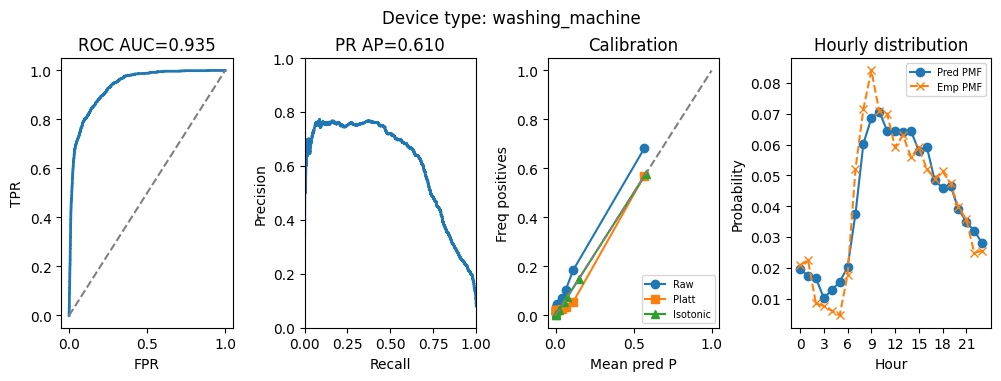 Device type: washing_machine
ROC AUC=0.935
1.0
0.8
0.6
0.4
0.2
0.0
TPR
0.0
0.5
1.0
FPR
PR AP=0.610
1.0
0.8
0.6
0.4
0.2
0.0
Precision
0.00
0.25
0.50
0.75
1.00
Recall
Calibration
1.0
0.8
0.6
0.4
0.2
0.0
Freq positives
Raw
Platt
Isotonic
0.0
0.5
1.0
Mean pred P
Hourly distribution
0.08
0.07
0.06
0.05
0.04
0.03
0.02
0.01
Probability
Pred PMF
Emp PMF
0
3
6
9
12
15
18
21
Hour